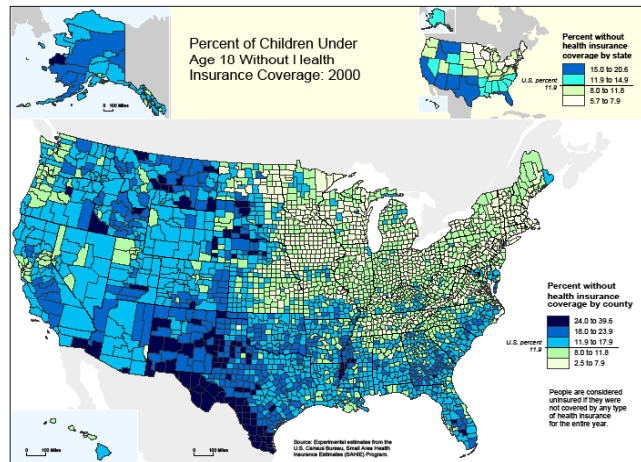 Percent of Children Under
Age 18 Without Health
Insurance Coverage: 2000
0 100 Miles
Percent without
health insurance
coverage by state
U.S. percent
11.9
15.0 to 20.6
11.9 to 14.9
8.0 to 11.8
5.7 to 7.9
Percent without
health insurance
coverage by county
U.S. percent
11.9
24.0 to 39.6
18.0 to 23.9
11.9 to 17.9
8.0 to 11.8
2.5 to 7.9
People are considered
uninsured if they were
not covered by any type
of health insurance
for the entire year.
0 100 Miles
0 100 Miles
Source: Experimental estimates from the
U.S. Census Bureau, Small Area Health
Insurance Estimates (SAHIE) Program.